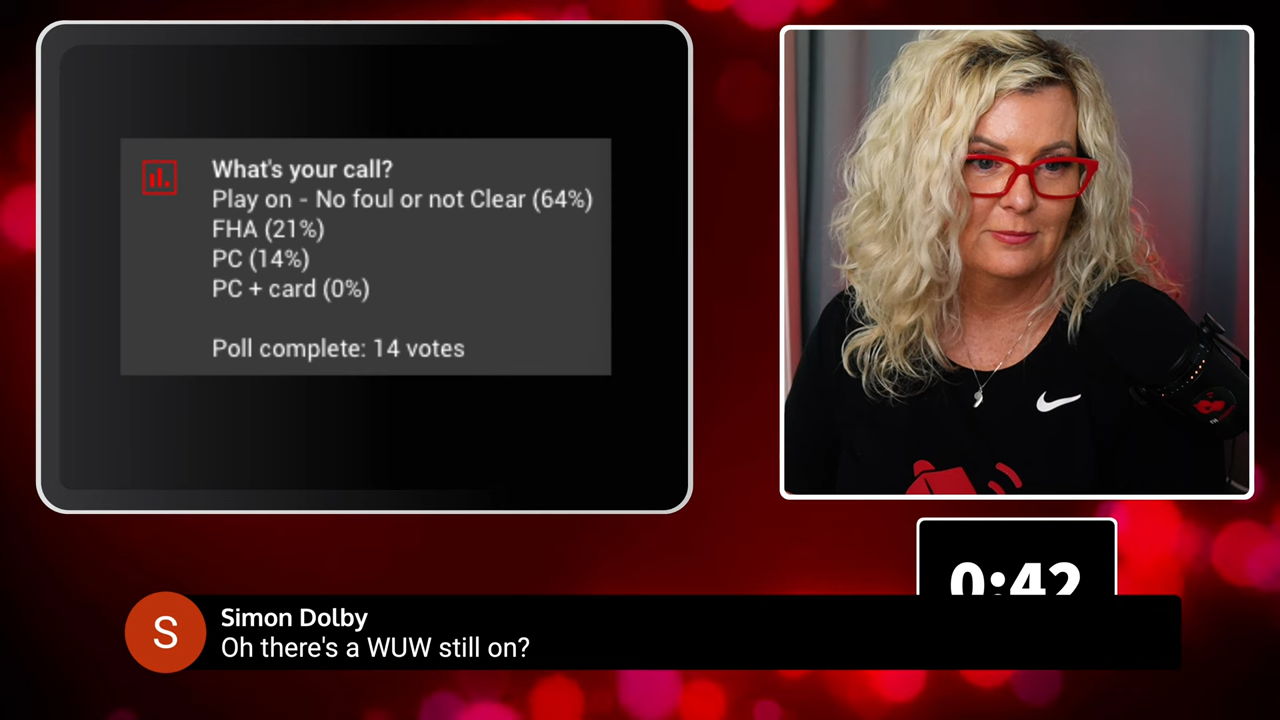 What's your call?
Play on - No foul or not Clear (64%)
FHA (21%)
PC (14%)
PC + card (0%)
Poll complete: 14 votes
0:42
S
Simon Dolby
Oh there's a WUW still on?